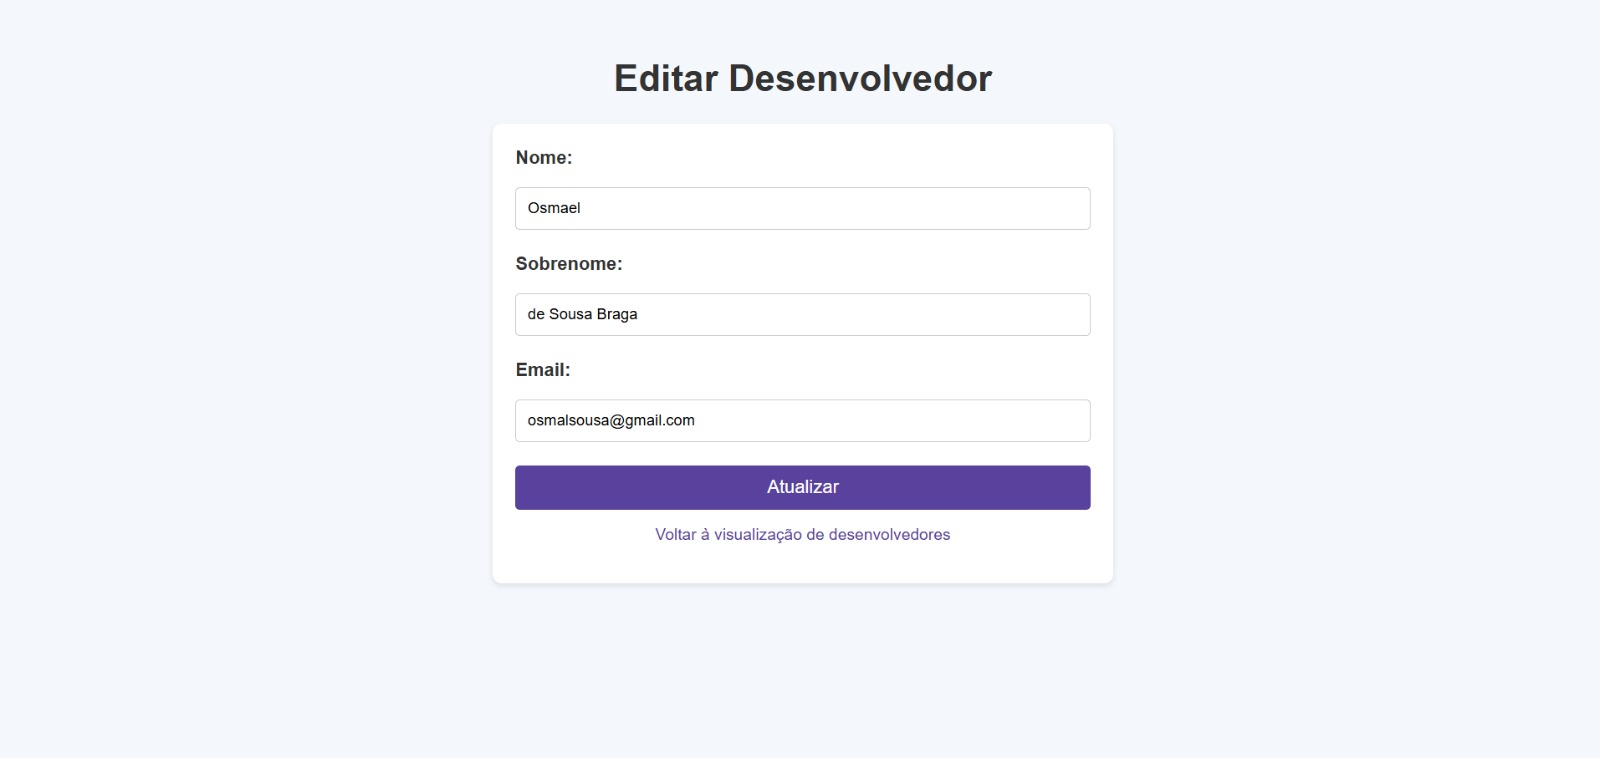 Editar Desenvolvedor
Nome:
Osmael
Sobrenome:
de Sousa Braga
Email:
osmalsousa@gmail.com
Atualizar
Voltar à visualização de desenvolvedores